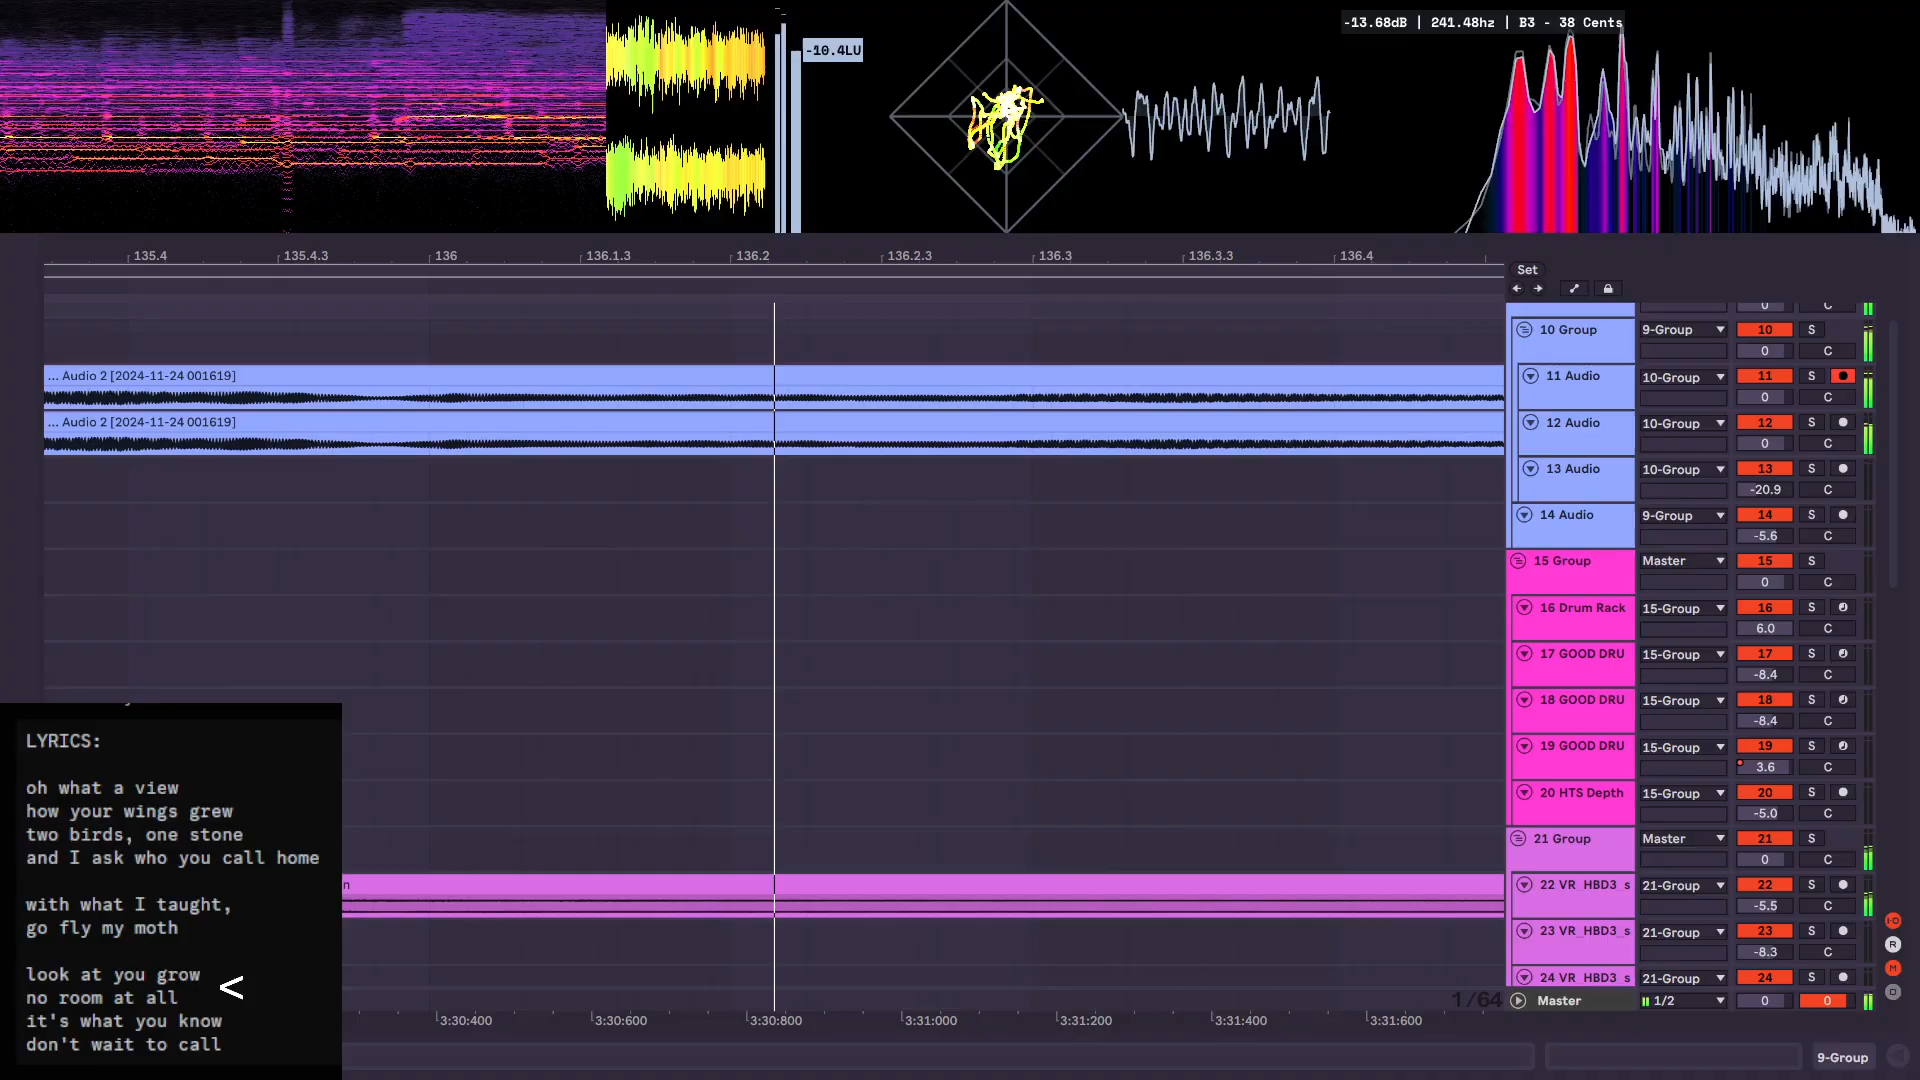 -13.68dB | 241.48hz | B3 - 38 Cents
-10.4LU
135.4 135.4.3 136 136.1.3 136.2 136.2.3 136.3 136.3.3 136.4
Set
0 C
10 Group 9-Group 10 S
0 C
... Audio 2 [2024-11-24 001619]
11 Audio 10-Group 11 S
0 C
... Audio 2 [2024-11-24 001619]
12 Audio 10-Group 12 S
0 C
13 Audio 10-Group 13 S
-20.9 C
14 Audio 9-Group 14 S
-5.6 C
15 Group Master 15 S
0 C
16 Drum Rack 15-Group 16 S
6.0 C
17 GOOD DRU 15-Group 17 S
-8.4 C
18 GOOD DRU 15-Group 18 S
-8.4 C
19 GOOD DRU 15-Group 19 S
3.6 C
20 HTS Depth 15-Group 20 S
-5.0 C
21 Group Master 21 S
0 C
n
22 VR_HBD3_s 21-Group 22 S
-5.5 C
23 VR_HBD3_s 21-Group 23 S
-8.3 C
24 VR_HBD3_s 21-Group 24 S
1/64 Master 1/2 0 0
R
M
D
LYRICS:
oh what a view
how your wings grew
two birds, one stone
and I ask who you call home
with what I taught,
go fly my moth
look at you grow
no room at all <
it's what you know
don't wait to call
3:30:400 3:30:600 3:30:800 3:31:000 3:31:200 3:31:400 3:31:600
9-Group